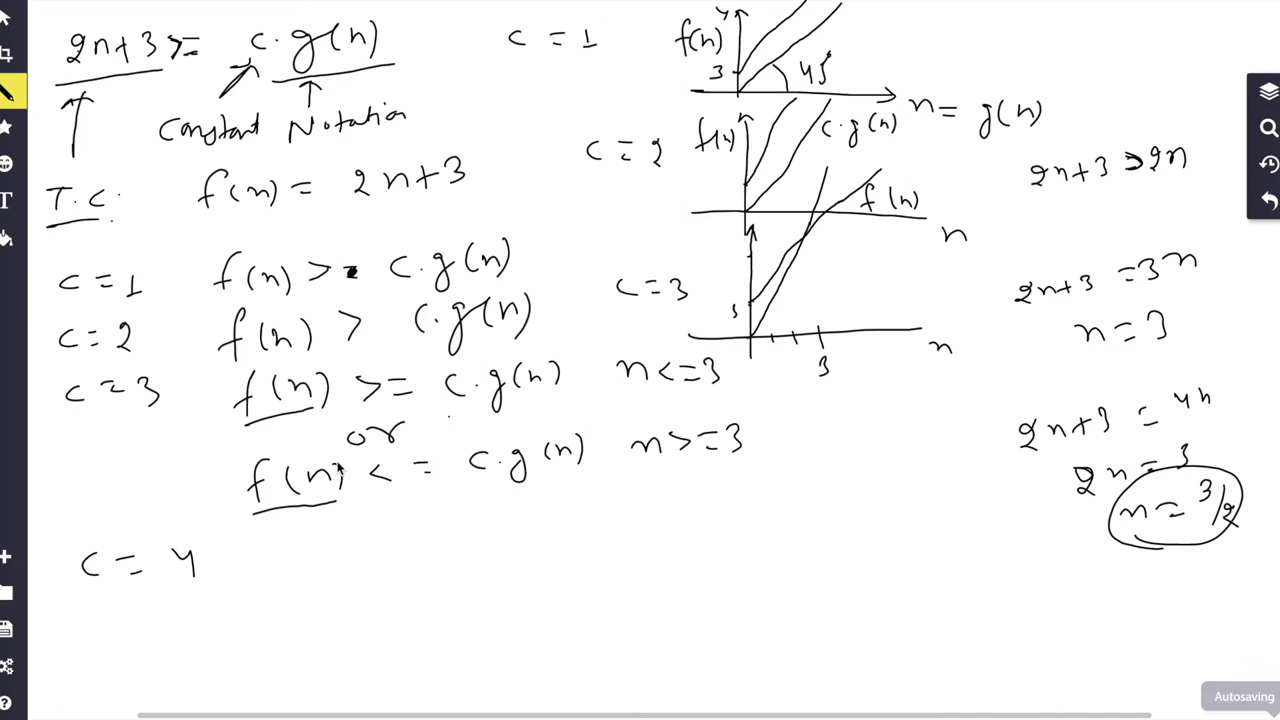 2n+3 >= c.g(n)
Constant Notation
T.C. f(n) = 2n+3
c=1 f(n) > c.g(n)
c=2 f(n) > c.g(n)
c=3 f(n) >= c.g(n) n<=3
or
f(n) <= c.g(n) n>=3
c=4
c=1
y
f(n)
3
45
n = g(n)
c=2
f(n)
c.g(n)
n
c=3
f(n)
3
n
3
2n+3 > 2n
2n+3 = 3n
n=3
2n+3 = 4n
2n = 3
n = 3/2
T
Autosaving